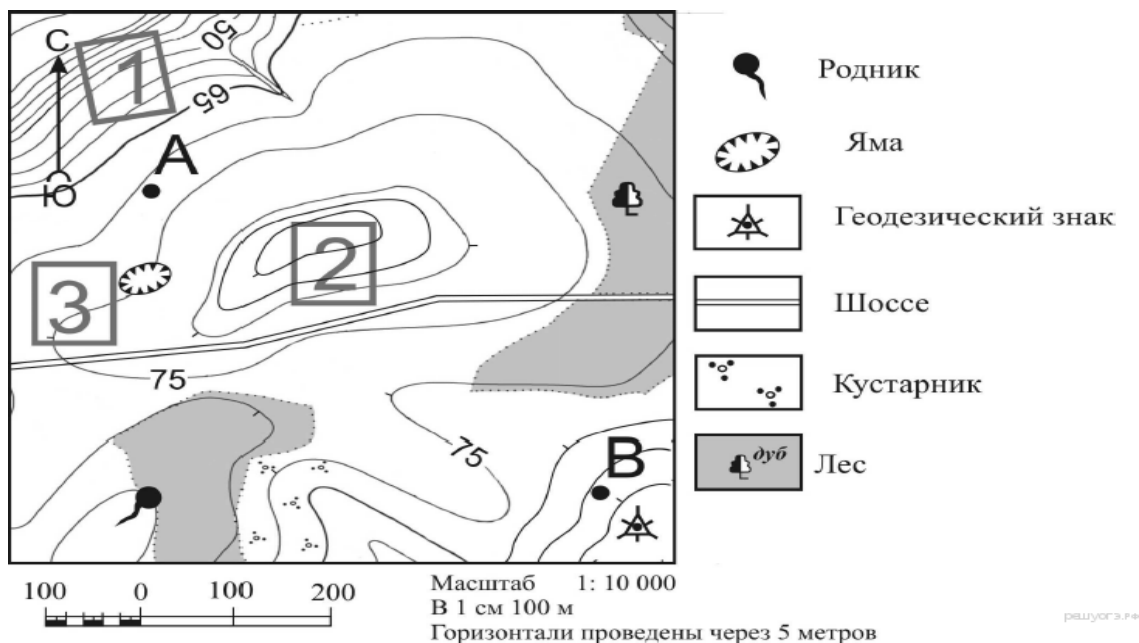 С
Ю
1
50
65
А
2
3
75
75
В
Родник
Яма
Геодезический знак
Шоссе
Кустарник
дуб
Лес
100 0 100 200
Масштаб 1: 10 000
В 1 см 100 м
Горизонтали проведены через 5 метров
решуогэ.рф